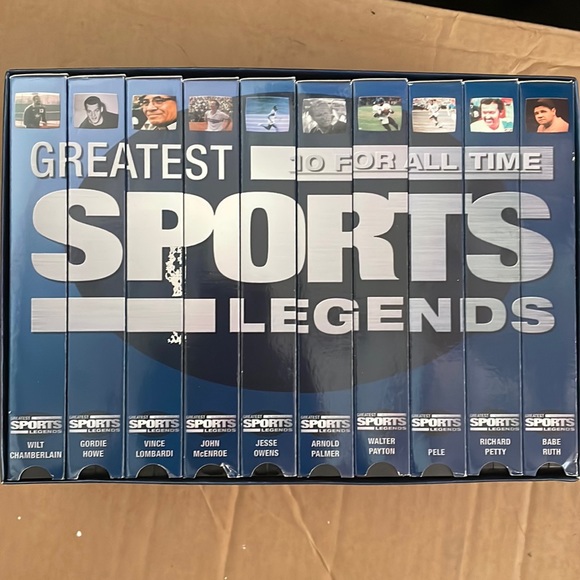 GREATEST
10 FOR ALL TIME
SPORTS
LEGENDS
GREATEST
SPORTS
LEGENDS
WILT
CHAMBERLAIN
GREATEST
SPORTS
LEGENDS
GORDIE
HOWE
GREATEST
SPORTS
LEGENDS
VINCE
LOMBARDI
GREATEST
SPORTS
LEGENDS
JOHN
McENROE
GREATEST
SPORTS
LEGENDS
JESSE
OWENS
GREATEST
SPORTS
LEGENDS
ARNOLD
PALMER
GREATEST
SPORTS
LEGENDS
WALTER
PAYTON
GREATEST
SPORTS
LEGENDS
PELE
GREATEST
SPORTS
LEGENDS
RICHARD
PETTY
GREATEST
SPORTS
LEGENDS
BABE
RUTH